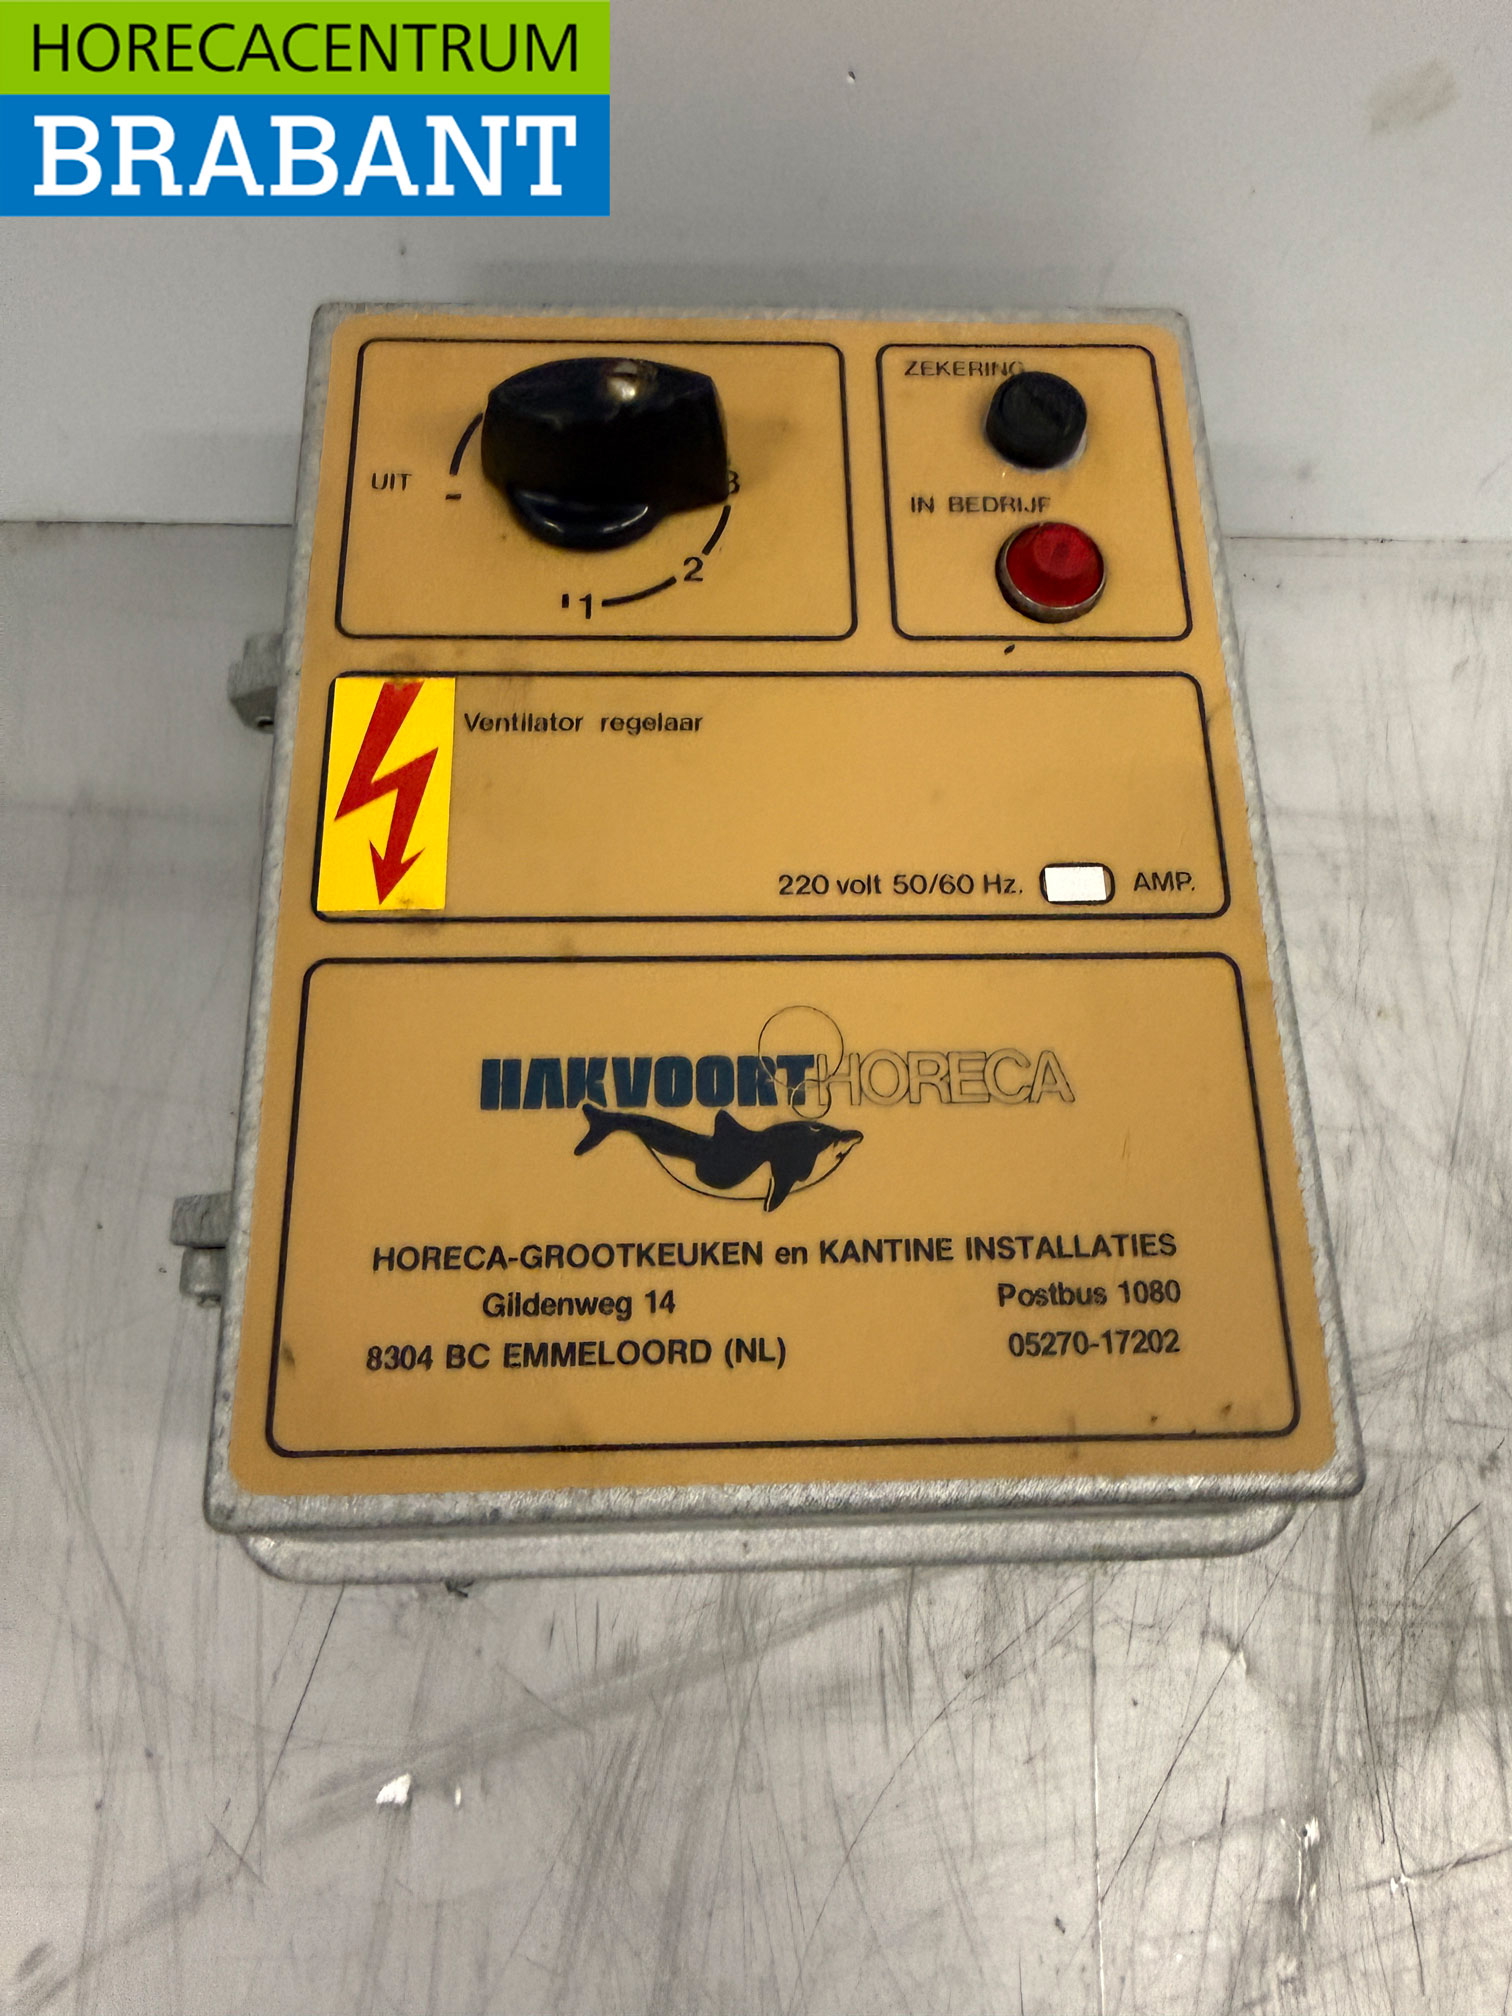 HORECACENTRUM
BRABANT
ZEKERING
UIT
3
IN BEDRIJF
2
1
Ventilator regelaar
220 volt 50/60 Hz. AMP.
HAKVOORT HORECA
HORECA-GROOTKEUKEN en KANTINE INSTALLATIES
Gildenweg 14 Postbus 1080
8304 BC EMMELOORD (NL) 05270-17202